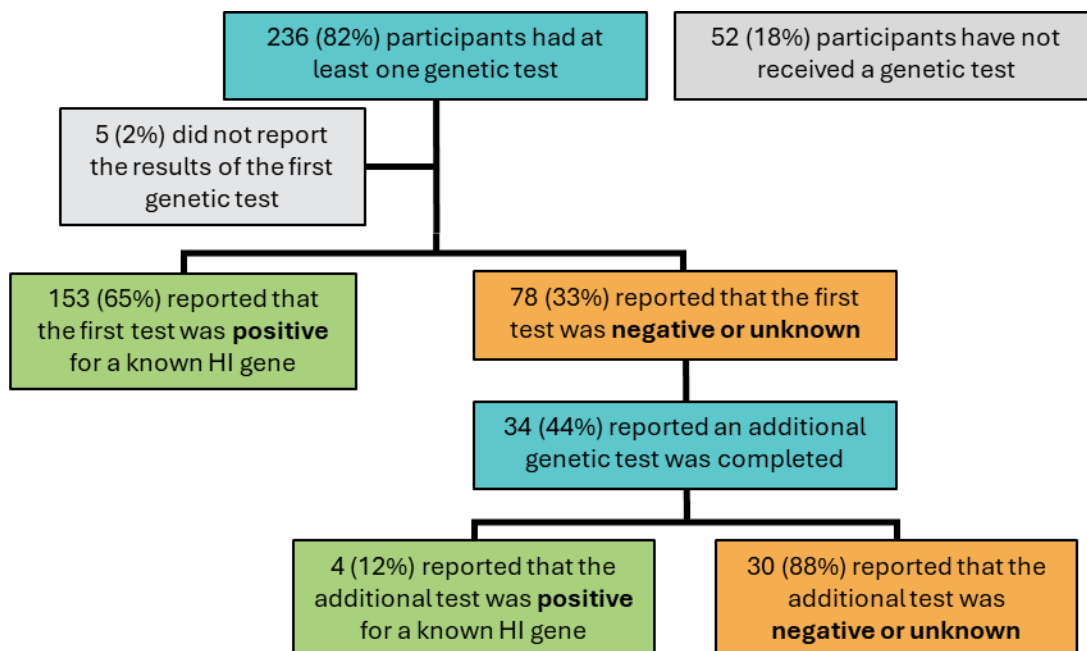 236 (82%) participants had at
least one genetic test
52 (18%) participants have not
received a genetic test
5 (2%) did not report
the results of the first
genetic test
153 (65%) reported that
the first test was positive
for a known HI gene
78 (33%) reported that the first
test was negative or unknown
34 (44%) reported an additional
genetic test was completed
4 (12%) reported that the
additional test was positive
for a known HI gene
30 (88%) reported that the
additional test was
negative or unknown